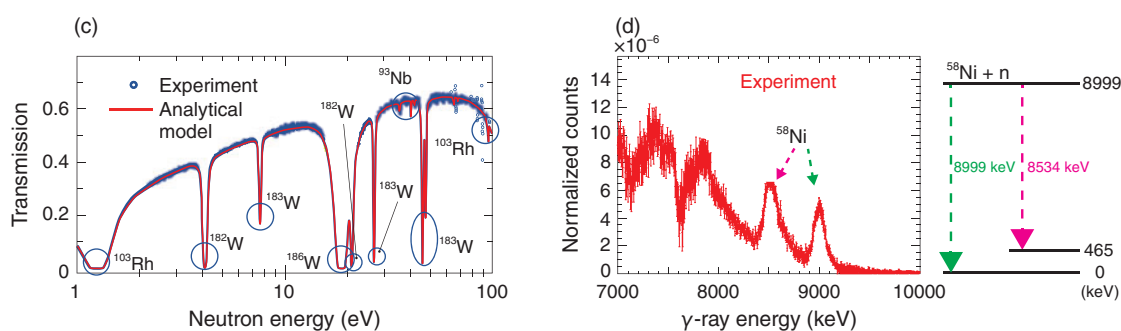 (c)
Transmission
0.6
0.4
0.2
0
Experiment
Analytical
model
⁹³Nb
¹⁸²W
¹⁰³Rh
¹⁸³W
¹⁸³W
¹⁸³W
¹⁰³Rh
¹⁸²W
¹⁸⁶W
1 10 100
Neutron energy (eV)
(d)
×10⁻⁶
Normalized counts
14
12
10
8
6
4
2
0
Experiment
⁵⁸Ni
7000 8000 9000 10000
γ-ray energy (keV)
⁵⁸Ni + n
8999
8999 keV
8534 keV
465
0
(keV)